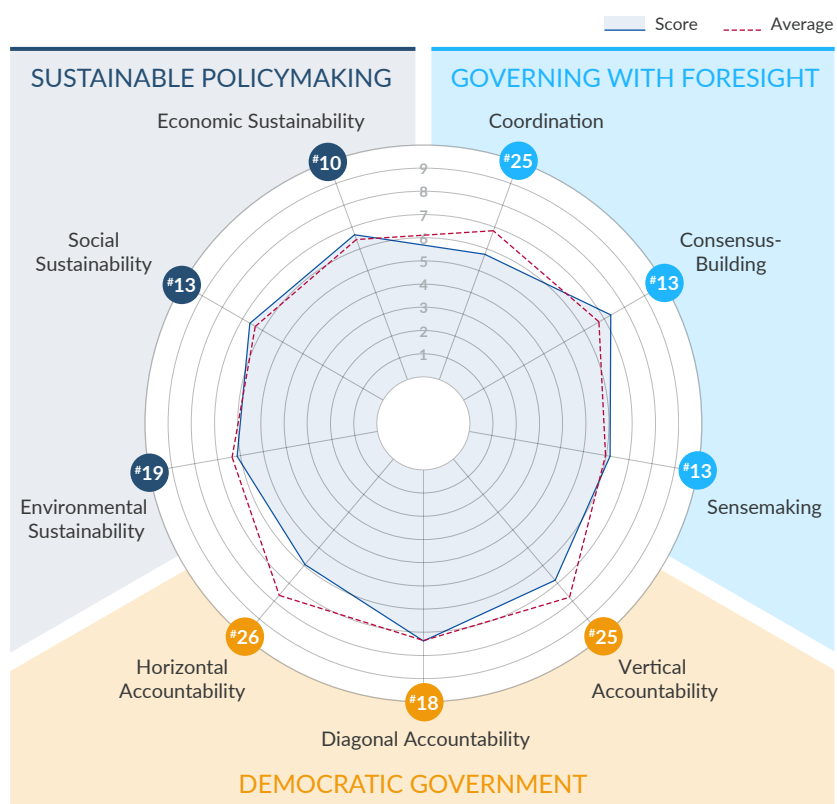 Score
Average
SUSTAINABLE POLICYMAKING
GOVERNING WITH FORESIGHT
Economic Sustainability
Coordination
#10
#25
9
8
7
6
5
4
3
2
1
Social
Sustainability
#13
Consensus-
Building
#13
#19
Environmental
Sustainability
#13
Sensemaking
#26
Horizontal
Accountability
#25
Vertical
Accountability
#18
Diagonal Accountability
DEMOCRATIC GOVERNMENT